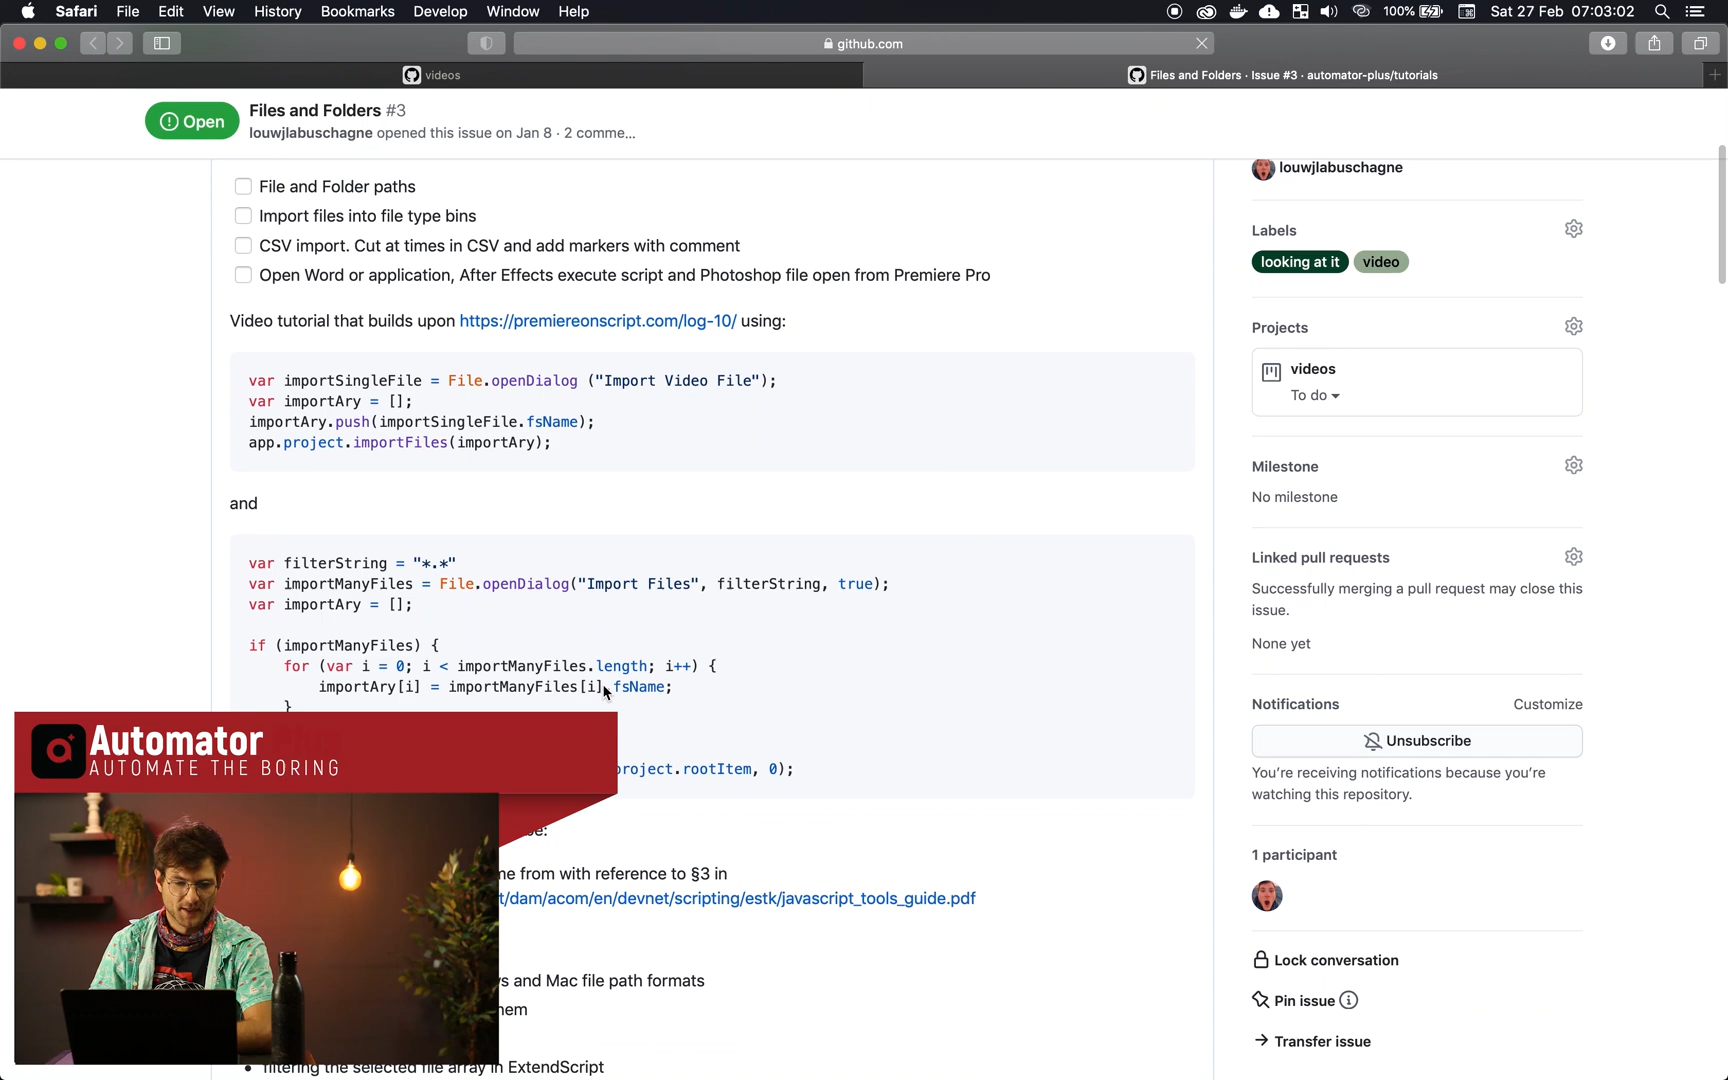 Safari File Edit View History Bookmarks Develop Window Help 100% Sat 27 Feb 07:03:02
github.com
videos
Files and Folders · Issue #3 · automator-plus/tutorials
Open
Files and Folders #3
louwjlabuschagne opened this issue on Jan 8 · 2 comme...
File and Folder paths
Import files into file type bins
CSV import. Cut at times in CSV and add markers with comment
Open Word or application, After Effects execute script and Photoshop file open from Premiere Pro
Video tutorial that builds upon https://premiereonscript.com/log-10/ using:
var importSingleFile = File.openDialog ("Import Video File");
var importAry = [];
importAry.push(importSingleFile.fsName);
app.project.importFiles(importAry);
and
var filterString = "*.*"
var importManyFiles = File.openDialog("Import Files", filterString, true);
var importAry = [];
if (importManyFiles) {
for (var i = 0; i < importManyFiles.length; i++) {
importAry[i] = importManyFiles[i].fsName;
}
project.rootItem, 0);
be:
me from with reference to §3 in
t/dam/acom/en/devnet/scripting/estk/javascript_tools_guide.pdf
s and Mac file path formats
hem
filtering the selected file array in ExtendScript
Automator
AUTOMATE THE BORING
louwjlabuschagne
Labels
looking at it video
Projects
videos
To do
Milestone
No milestone
Linked pull requests
Successfully merging a pull request may close this
issue.
None yet
Notifications Customize
Unsubscribe
You're receiving notifications because you're
watching this repository.
1 participant
Lock conversation
Pin issue
Transfer issue